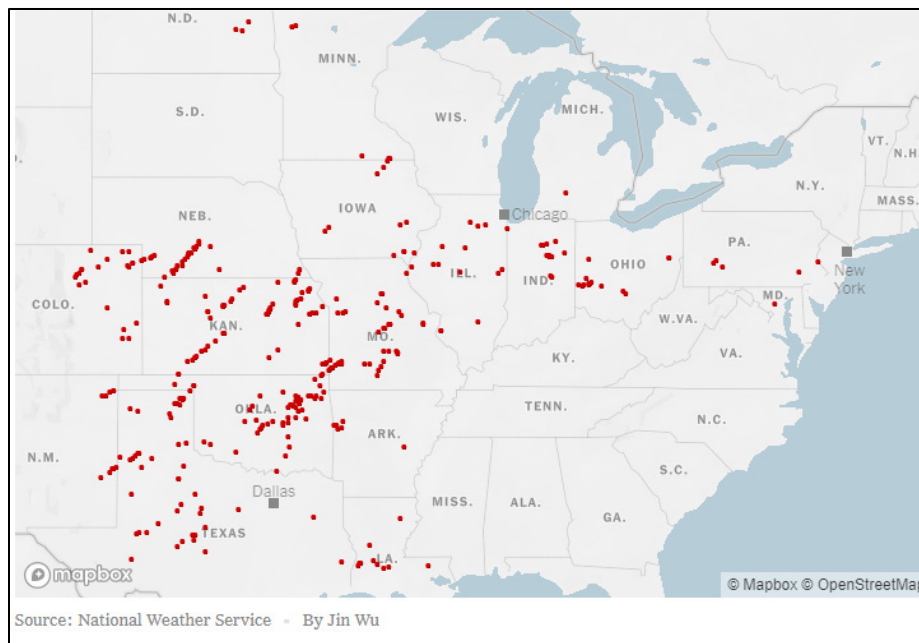 N.D.
MINN.
S.D.
WIS.
MICH.
VT.
N.H
N.Y.
MASS.
NEB.
IOWA
Chicago
PA.
New
York
COLO.
ILL.
IND.
OHIO
MD.
KAN.
MO.
W.VA.
VA.
KY.
OKLA.
TENN.
N.C.
ARK.
N.M.
S.C.
Dallas
MISS.
ALA.
GA.
TEXAS
LA.
mapbox
© Mapbox © OpenStreetMap
Source: National Weather Service By Jin Wu